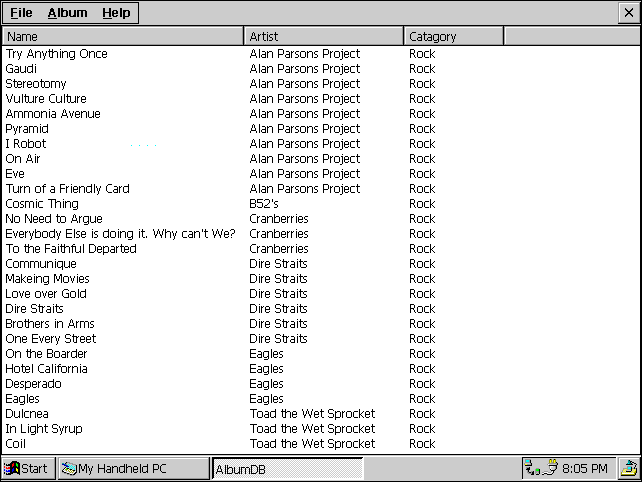 File Album Help
Name Artist Catagory
Try Anything Once Alan Parsons Project Rock
Gaudi Alan Parsons Project Rock
Stereotomy Alan Parsons Project Rock
Vulture Culture Alan Parsons Project Rock
Ammonia Avenue Alan Parsons Project Rock
Pyramid Alan Parsons Project Rock
I Robot Alan Parsons Project Rock
On Air Alan Parsons Project Rock
Eve Alan Parsons Project Rock
Turn of a Friendly Card Alan Parsons Project Rock
Cosmic Thing B52's Rock
No Need to Argue Cranberries Rock
Everybody Else is doing it. Why can't We? Cranberries Rock
To the Faithful Departed Cranberries Rock
Communique Dire Straits Rock
Makeing Movies Dire Straits Rock
Love over Gold Dire Straits Rock
Dire Straits Dire Straits Rock
Brothers in Arms Dire Straits Rock
One Every Street Dire Straits Rock
On the Boarder Eagles Rock
Hotel California Eagles Rock
Desperado Eagles Rock
Eagles Eagles Rock
Dulcnea Toad the Wet Sprocket Rock
In Light Syrup Toad the Wet Sprocket Rock
Coil Toad the Wet Sprocket Rock
Start My Handheld PC AlbumDB 8:05 PM